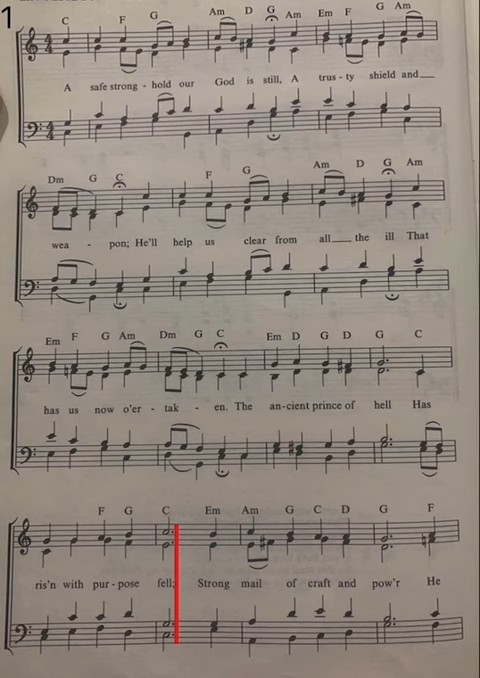 1
C F G Am D G Am Em F G Am
A safe strong - hold our God is still, A trus - ty shield and
Dm G C F G Am D G Am
wea - pon; He'll help us clear from all the ill That
Em F G Am Dm G C Em D G D G C
has us now o'er - tak - en. The an-cient prince of hell Has
F G C Em Am G C D G F
ris'n with pur - pose fell; Strong mail of craft and pow'r He